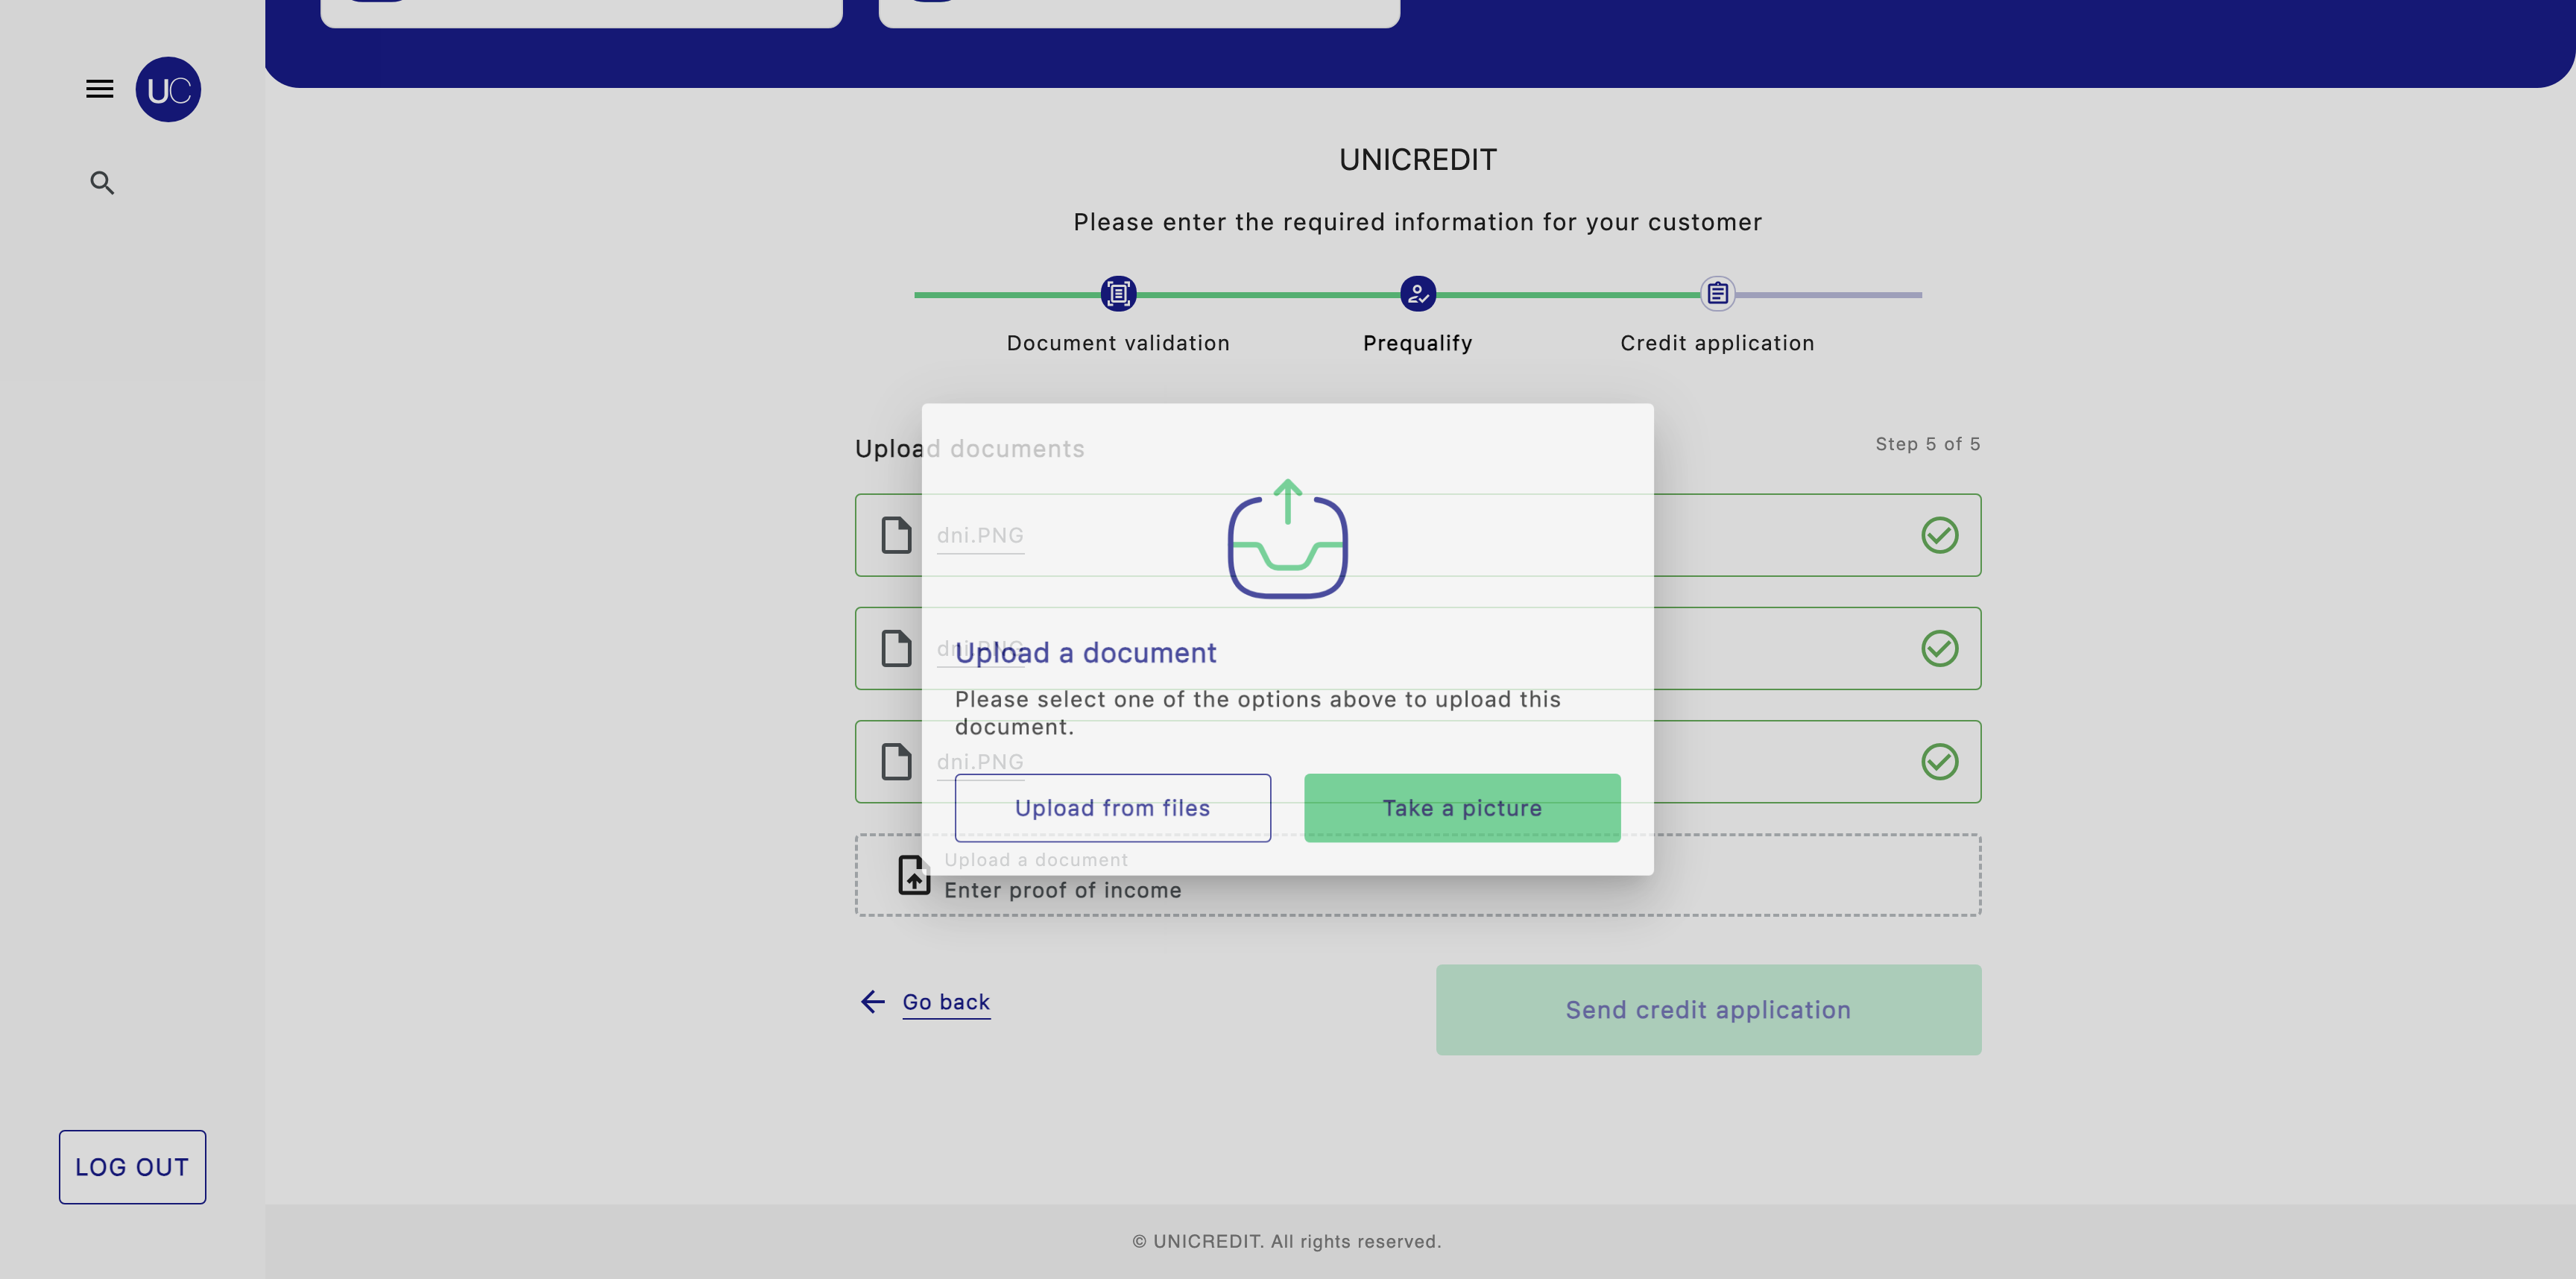 UC
UNICREDIT
Please enter the required information for your customer
Document validation
Prequalify
Credit application
Upload documents
Step 5 of 5
dni.PNG
dni.PNG
Upload a document
Please select one of the options above to upload this
document.
dni.PNG
Upload from files
Take a picture
Upload a document
Enter proof of income
Go back
Send credit application
LOG OUT
© UNICREDIT. All rights reserved.